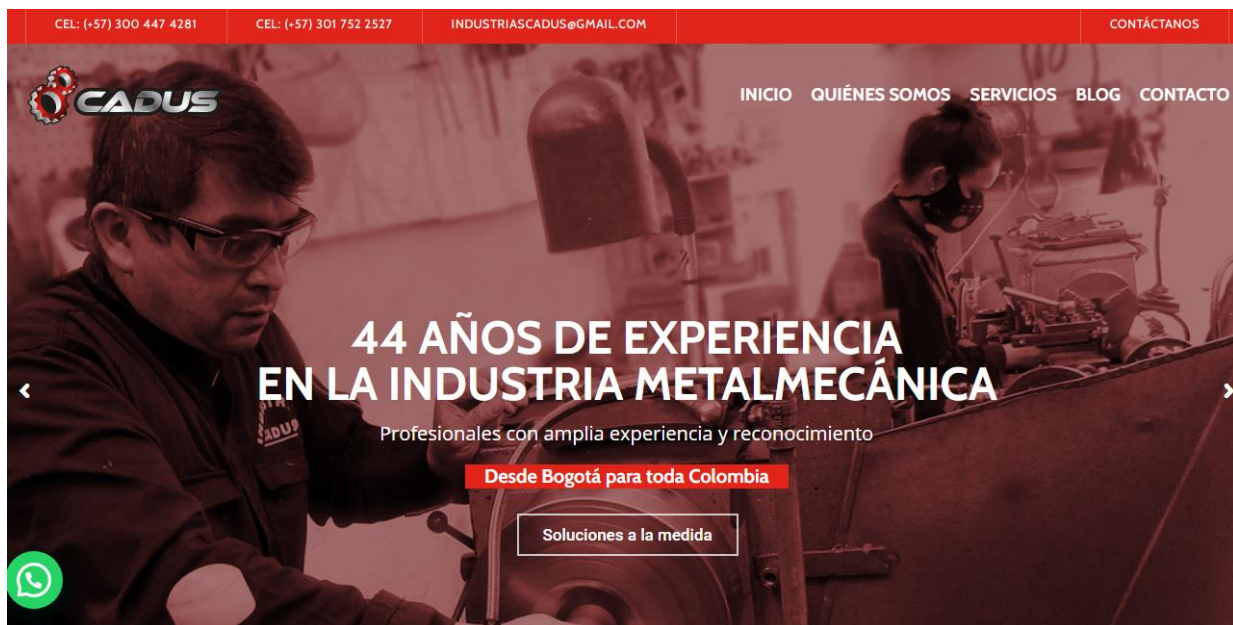 CEL: (+57) 300 447 4281
CEL: (+57) 301 752 2527
INDUSTRIASCADUS@GMAIL.COM
CONTÁCTANOS
CADUS
INICIO
QUIÉNES SOMOS
SERVICIOS
BLOG
CONTACTO
44 AÑOS DE EXPERIENCIA
EN LA INDUSTRIA METALMECÁNICA
CADUS
Profesionales con amplia experiencia y reconocimiento
Desde Bogotá para toda Colombia
Soluciones a la medida